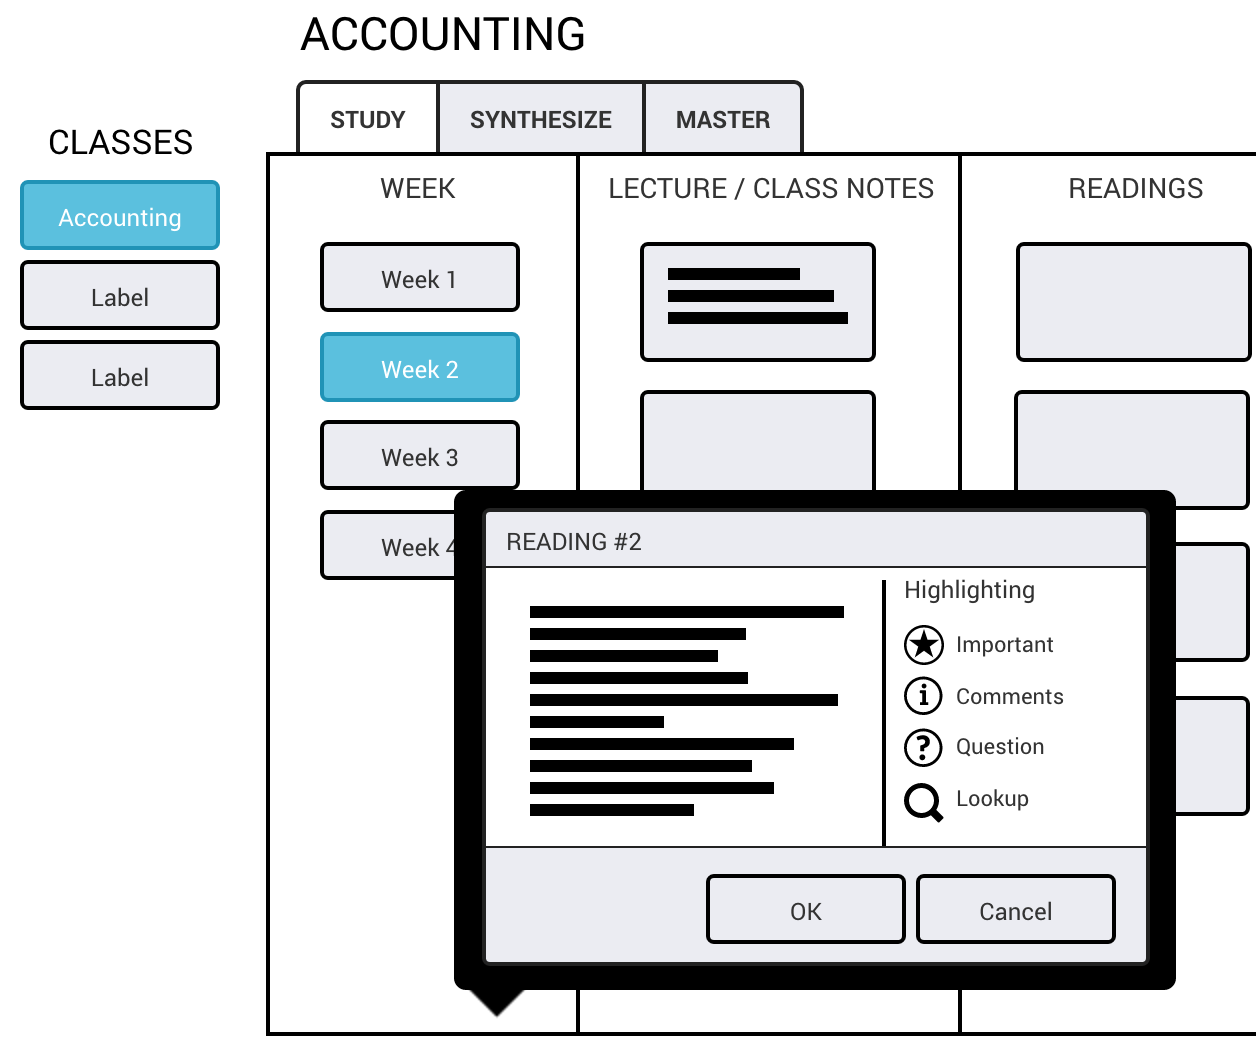 ACCOUNTING
STUDY
SYNTHESIZE
MASTER
CLASSES
Accounting
Label
Label
WEEK
Week 1
Week 2
Week 3
Week 4
LECTURE / CLASS NOTES
READINGS
READING #2
Highlighting
Important
Comments
Question
Lookup
OK
Cancel